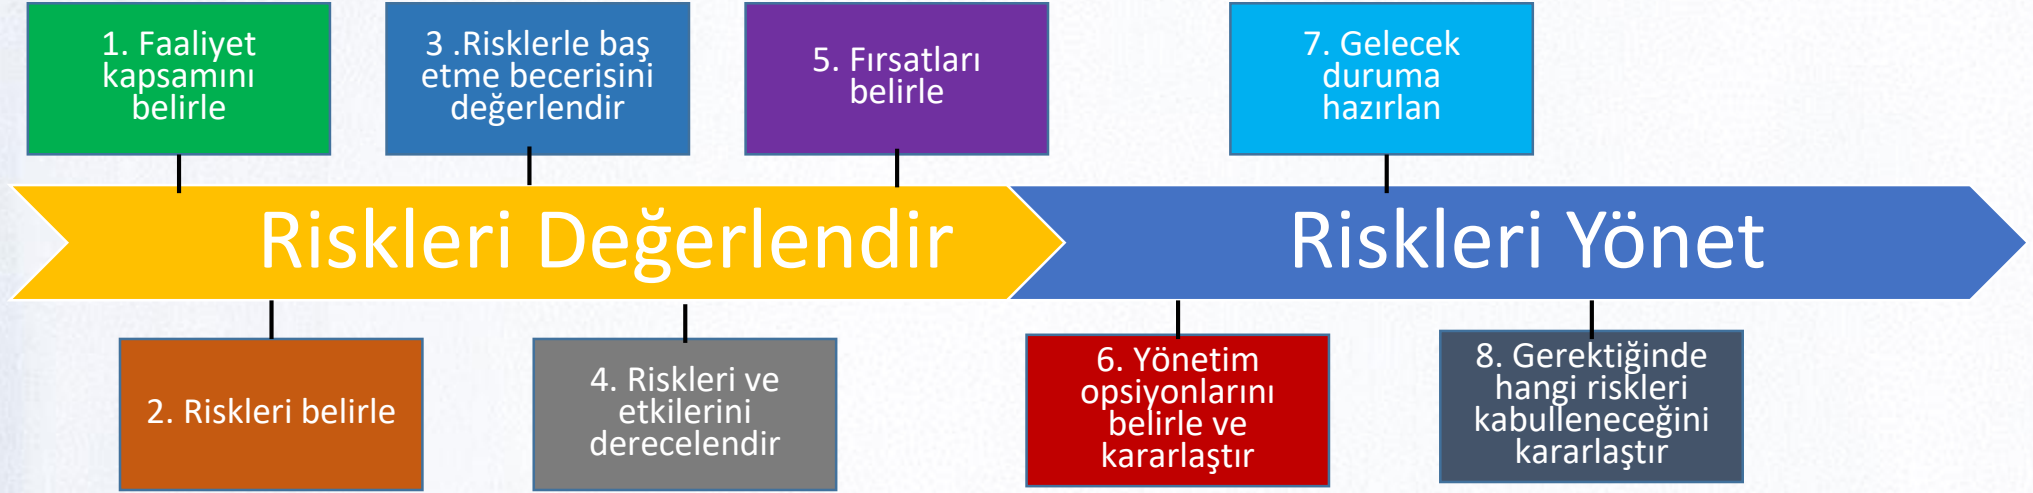 1. Faaliyet
kapsamını
belirle
3 .Risklerle baş
etme becerisini
değerlendir
5. Fırsatları
belirle
7. Gelecek
duruma
hazırlan
Riskleri Değerlendir
Riskleri Yönet
2. Riskleri belirle
4. Riskleri ve
etkilerini
derecelendir
6. Yönetim
opsiyonlarını
belirle ve
kararlaştır
8. Gerektiğinde
hangi riskleri
kabulleneceğini
kararlaştır